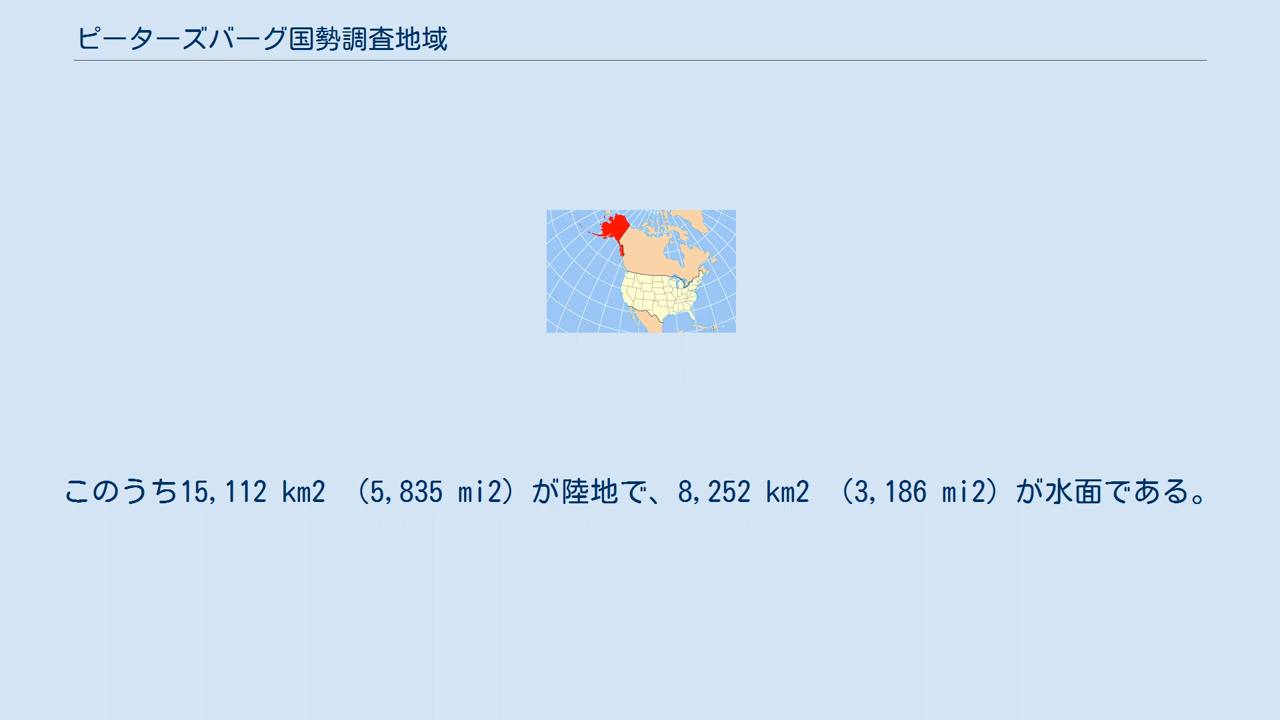 ピーターズバーグ国勢調査地域
このうち15,112 km2 （5,835 mi2）が陸地で、8,252 km2 （3,186 mi2）が水面である。